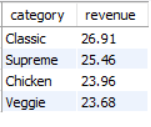 category revenue
Classic 26.91
Supreme 25.46
Chicken 23.96
Veggie 23.68